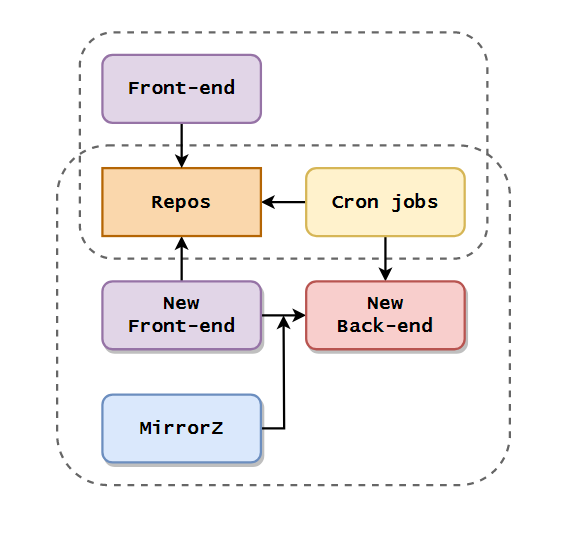 Front-end
Repos
Cron jobs
New
Front-end
New
Back-end
MirrorZ